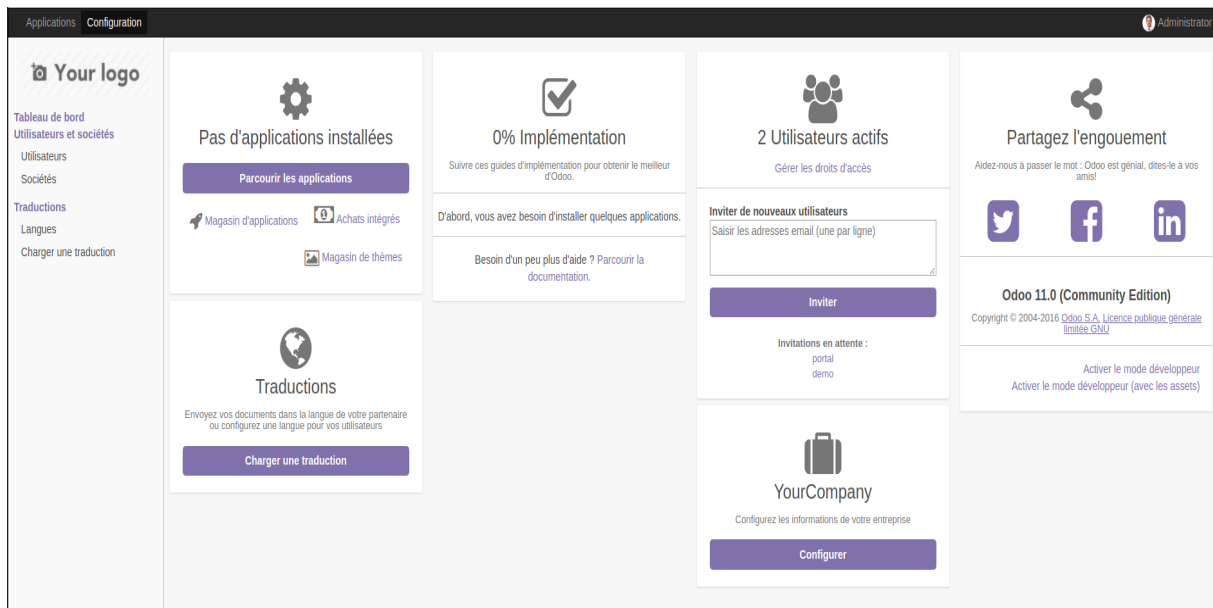 Applications Configuration
Administrator
Your logo
Tableau de bord
Utilisateurs et sociétés
Utilisateurs
Sociétés
Traductions
Langues
Charger une traduction
Pas d'applications installées
Parcourir les applications
Magasin d'applications
Achats intégrés
Magasin de thèmes
Traductions
Envoyez vos documents dans la langue de votre partenaire
ou configurez une langue pour vos utilisateurs
Charger une traduction
0% Implémentation
Suivre ces guides d'implémentation pour obtenir le meilleur
d'Odoo.
D'abord, vous avez besoin d'installer quelques applications.
Besoin d'un peu plus d'aide ? Parcourir la
documentation.
2 Utilisateurs actifs
Gérer les droits d'accès
Inviter de nouveaux utilisateurs
Saisir les adresses email (une par ligne)
Inviter
Invitations en attente :
portal
demo
YourCompany
Configurez les informations de votre entreprise
Configurer
Partagez l'engouement
Aidez-nous à passer le mot : Odoo est génial, dites-le à vos
amis!
Odoo 11.0 (Community Edition)
Copyright © 2004-2016 Odoo S.A. Licence publique générale
limitée GNU
Activer le mode développeur
Activer le mode développeur (avec les assets)